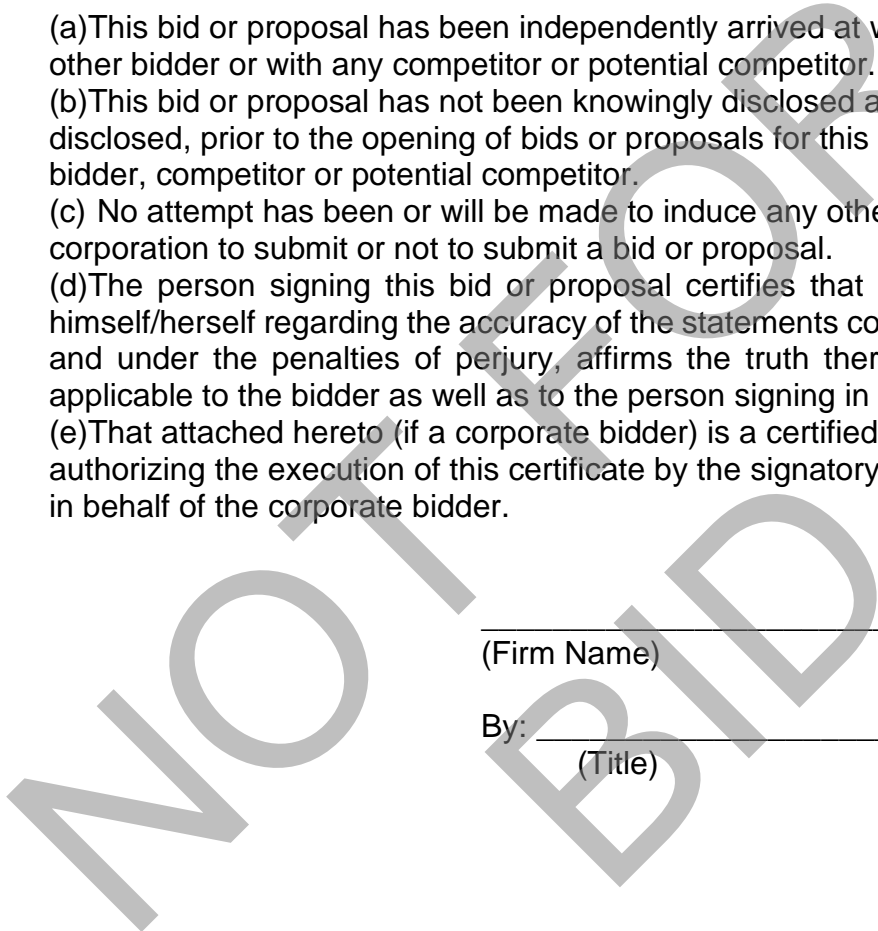 (a)This bid or proposal has been independently arrived at
other bidder or with any competitor or potential competitor.
(b)This bid or proposal has not been knowingly disclosed a
disclosed, prior to the opening of bids or proposals for this
bidder, competitor or potential competitor.
(c) No attempt has been or will be made to induce any othe
corporation to submit or not to submit a bid or proposal.
(d)The person signing this bid or proposal certifies that
himself/herself regarding the accuracy of the statements co
and under the penalties of perjury, affirms the truth ther
applicable to the bidder as well as to the person signing in
(e)That attached hereto (if a corporate bidder) is a certified
authorizing the execution of this certificate by the signatory
in behalf of the corporate bidder.
(Firm Name)
By: ____________________
(Title)
NOT FOR
BID